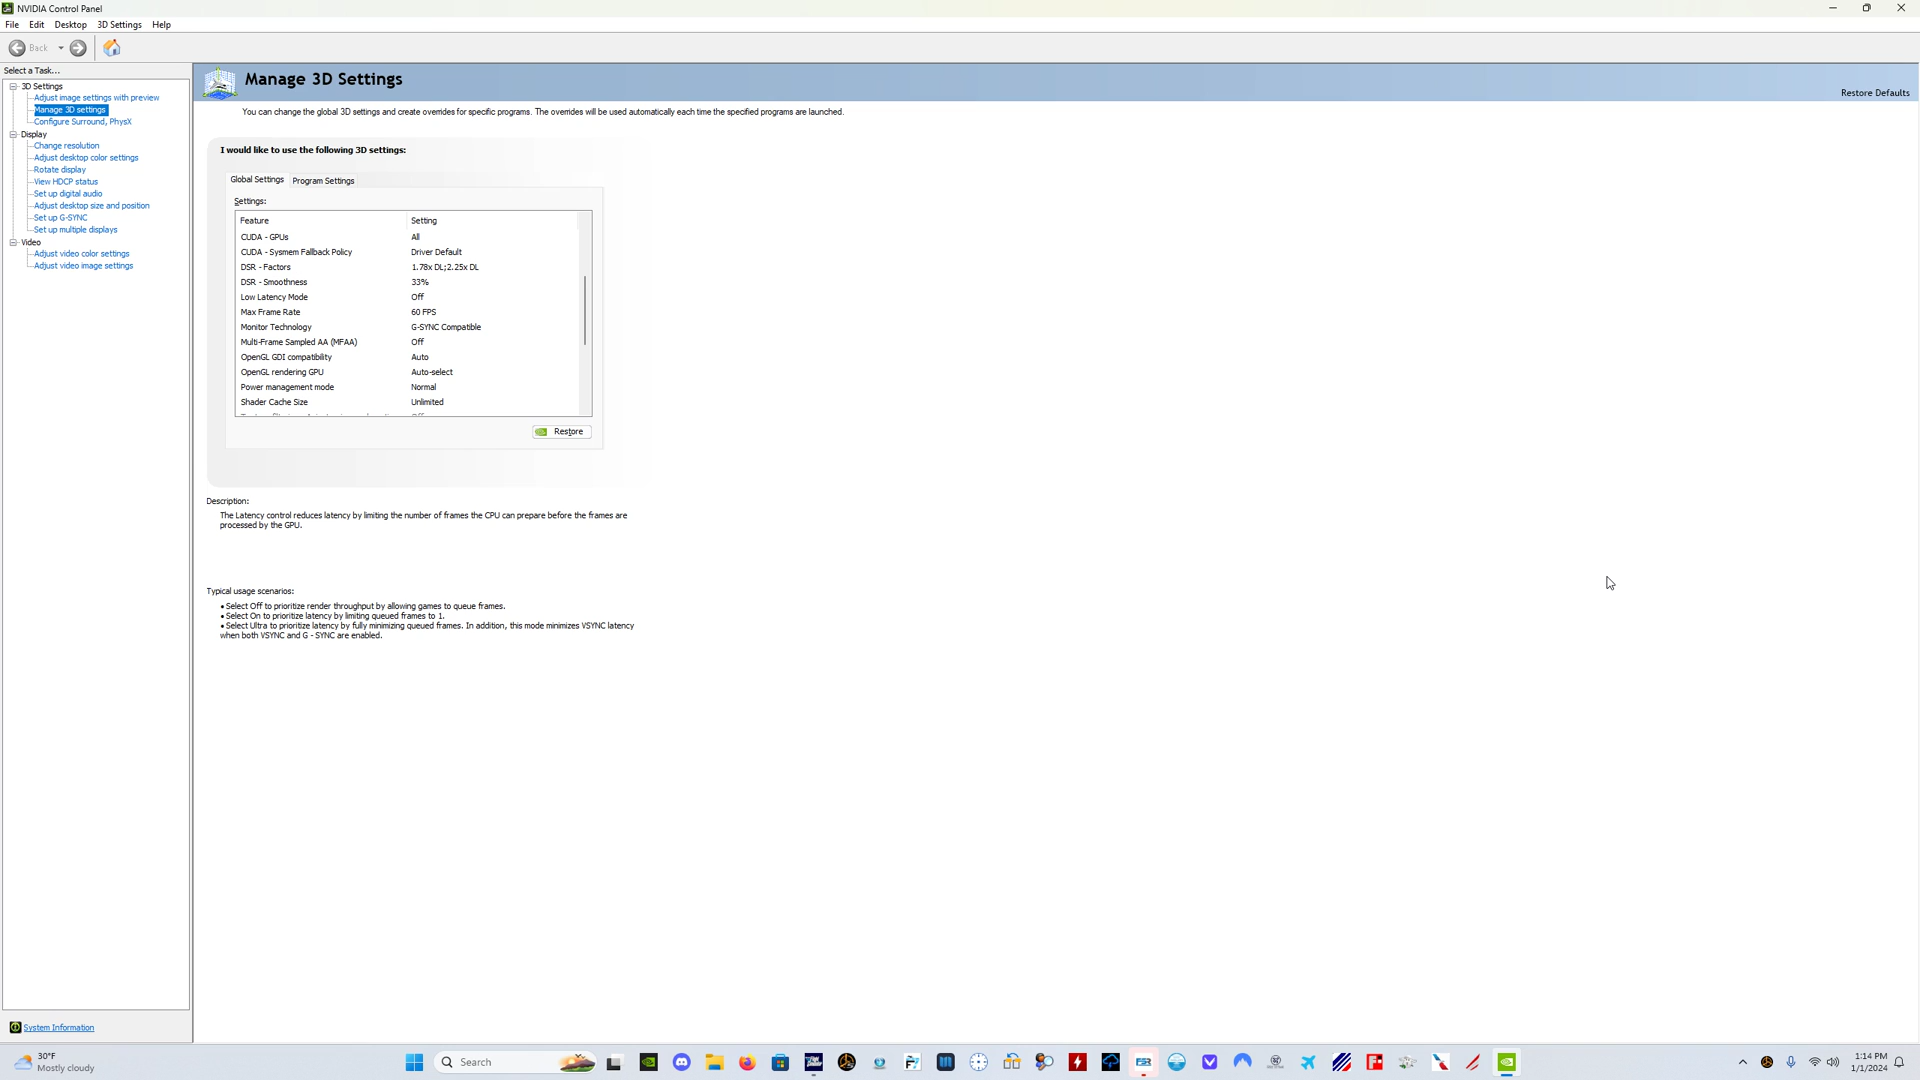 NVIDIA Control Panel
File Edit Desktop 3D Settings Help
Back
Select a Task...
3D Settings
Adjust image settings with preview
Manage 3D settings
Configure Surround, PhysX
Display
Change resolution
Adjust desktop color settings
Rotate display
View HDCP status
Set up digital audio
Adjust desktop size and position
Set up G-SYNC
Set up multiple displays
Video
Adjust video color settings
Adjust video image settings
System Information
Manage 3D Settings
Restore Defaults
You can change the global 3D settings and create overrides for specific programs. The overrides will be used automatically each time the specified programs are launched.
I would like to use the following 3D settings:
Global Settings Program Settings
Settings:
Feature Setting
CUDA - GPUs All
CUDA - Sysmem Fallback Policy Driver Default
DSR - Factors 1.78x DL;2.25x DL
DSR - Smoothness 33%
Low Latency Mode Off
Max Frame Rate 60 FPS
Monitor Technology G-SYNC Compatible
Multi-Frame Sampled AA (MFAA) Off
OpenGL GDI compatibility Auto
OpenGL rendering GPU Auto-select
Power management mode Normal
Shader Cache Size Unlimited
Restore
Description:
The Latency control reduces latency by limiting the number of frames the CPU can prepare before the frames are
processed by the GPU.
Typical usage scenarios:
• Select Off to prioritize render throughput by allowing games to queue frames.
• Select On to prioritize latency by limiting queued frames to 1.
• Select Ultra to prioritize latency by fully minimizing queued frames. In addition, this mode minimizes VSYNC latency
when both VSYNC and G - SYNC are enabled.
30°F
Mostly cloudy
Search
1:14 PM
1/1/2024